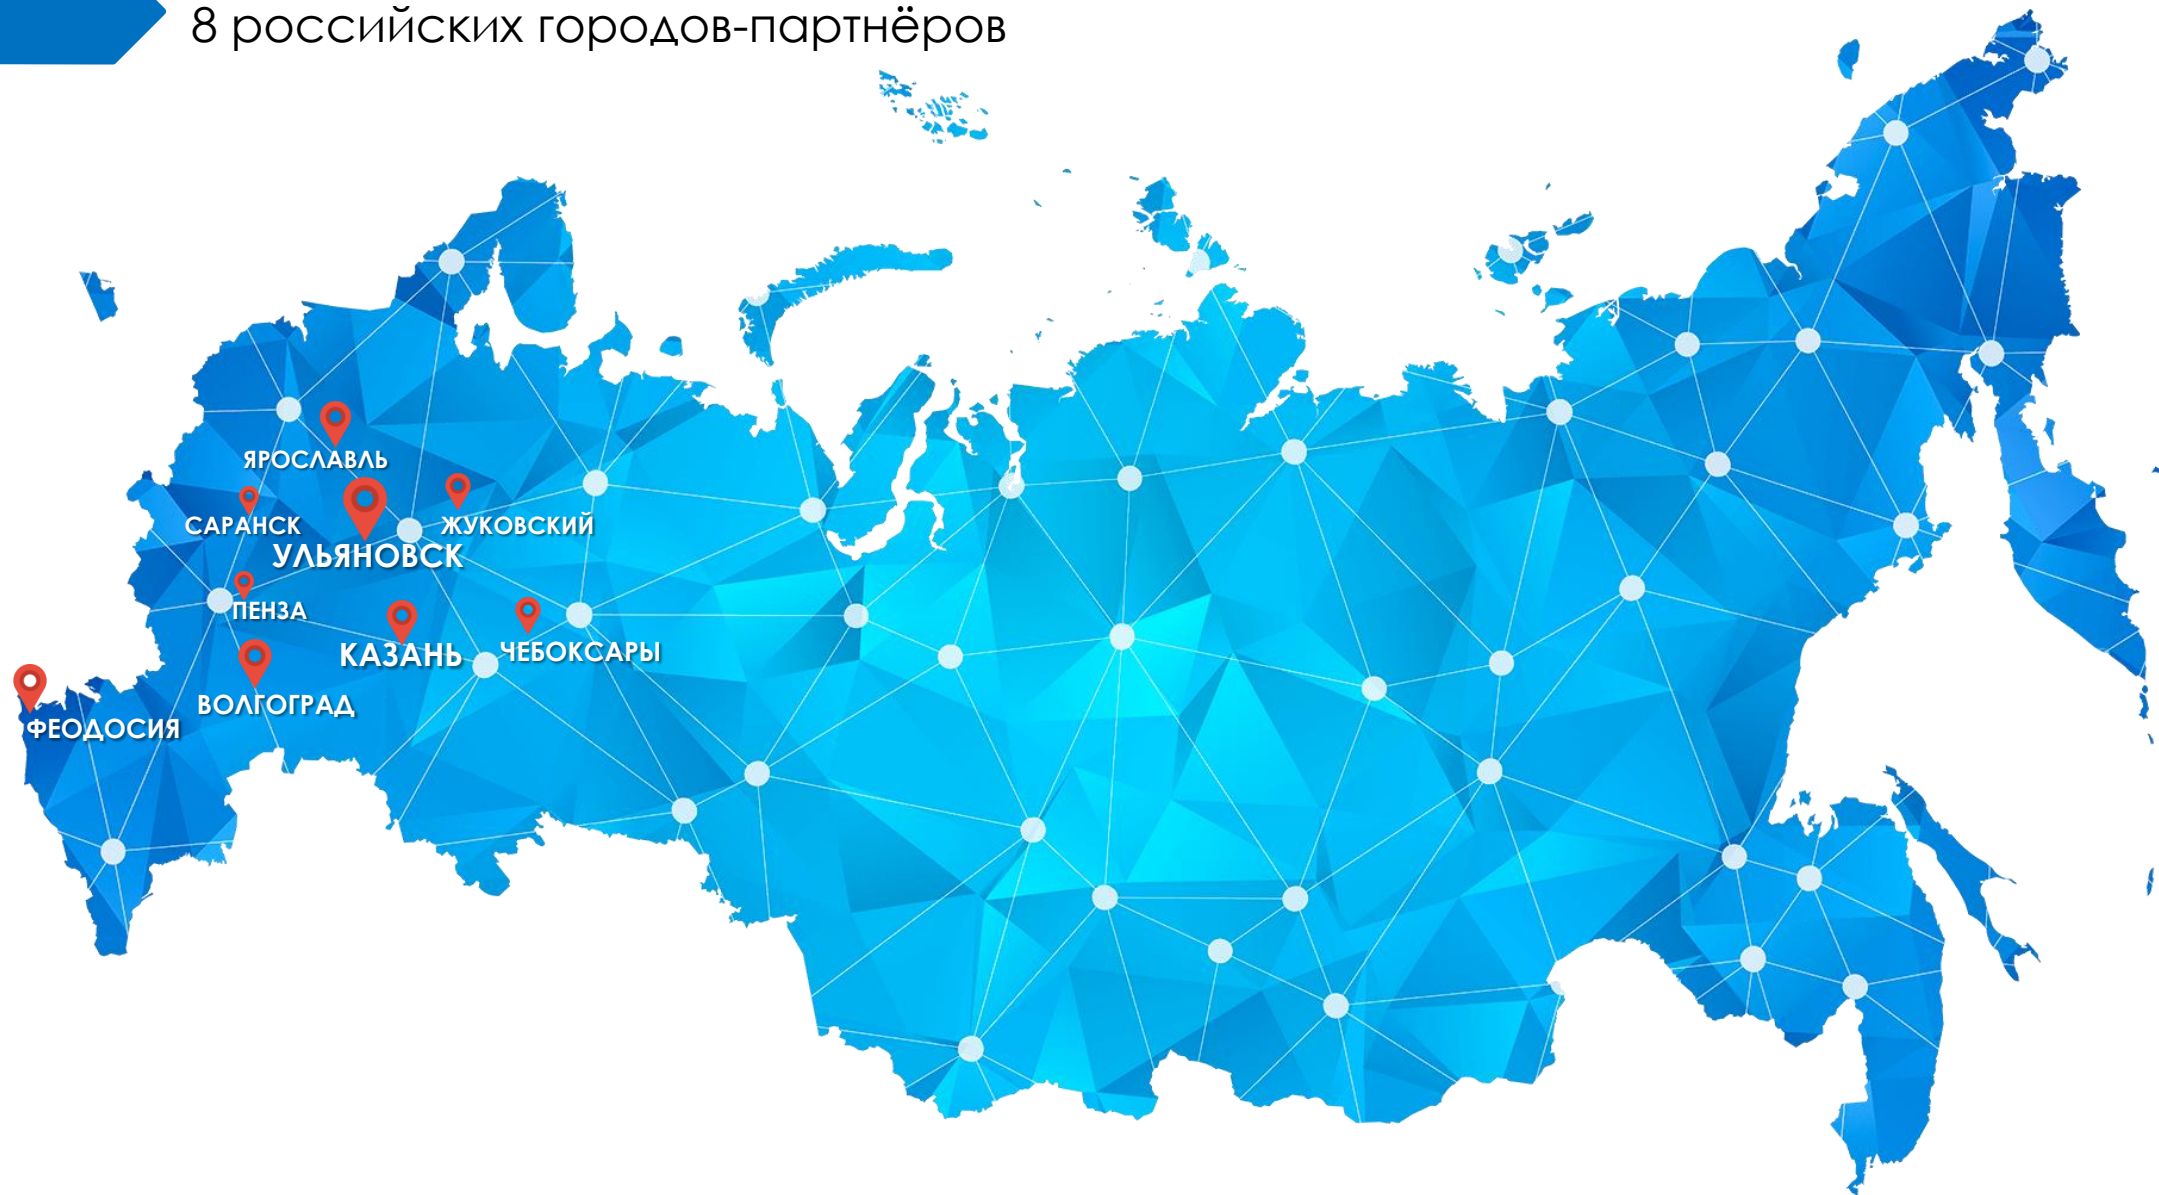 8 российских городов-партнёров
ЯРОСЛАВЛЬ
САРАНСК
ЖУКОВСКИЙ
УЛЬЯНОВСК
ПЕНЗА
КАЗАНЬ
ЧЕБОКСАРЫ
ВОЛГОГРАД
ФЕОДОСИЯ